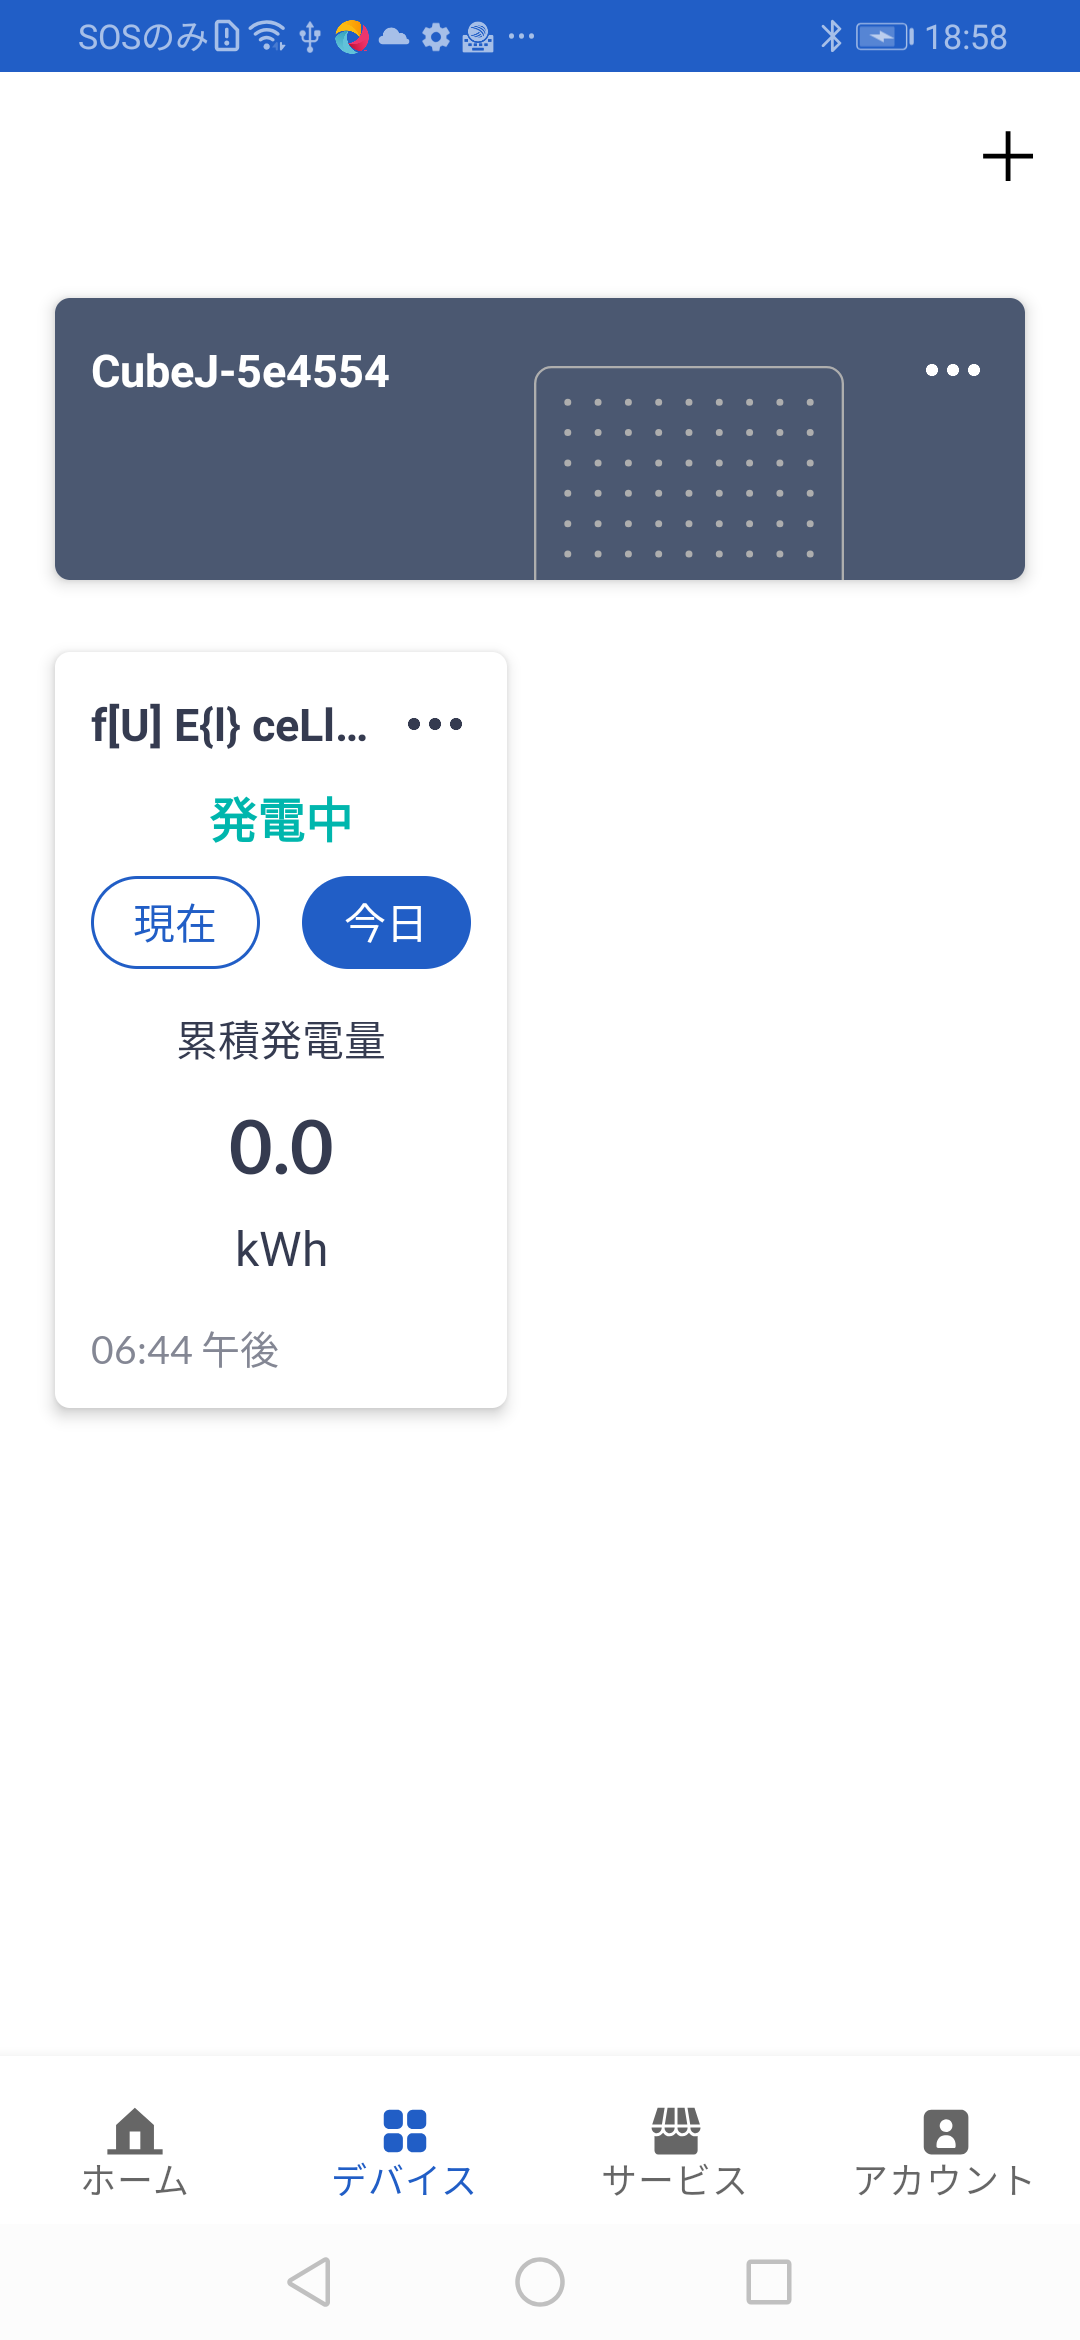 SOSのみ 18:58
CubeJ-5e4554
f[U] E{l} ceLl...
発電中
現在 今日
累積発電量
0.0
kWh
06:44 午後
ホーム デバイス サービス アカウント